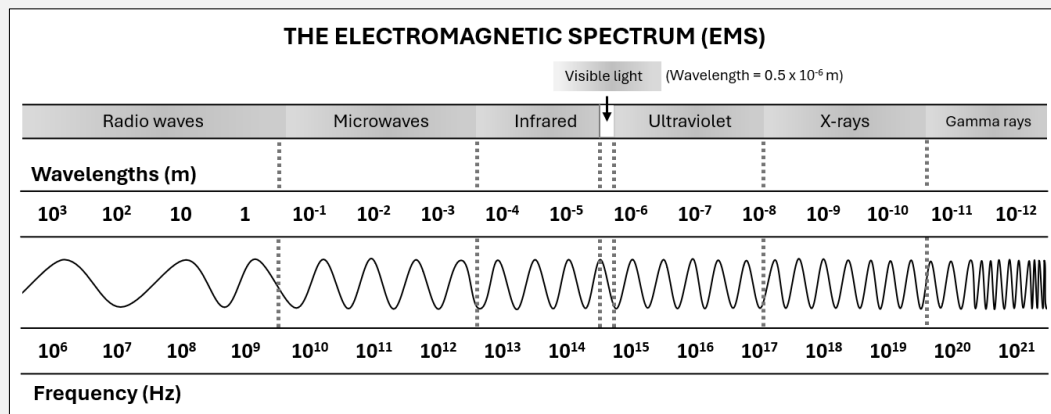 THE ELECTROMAGNETIC SPECTRUM (EMS)
Visible light (Wavelength = 0.5 x 10⁻⁶ m)
Radio waves Microwaves Infrared Ultraviolet X-rays Gamma rays
Wavelengths (m)
10³ 10² 10 1 10⁻¹ 10⁻² 10⁻³ 10⁻⁴ 10⁻⁵ 10⁻⁶ 10⁻⁷ 10⁻⁸ 10⁻⁹ 10⁻¹⁰ 10⁻¹¹ 10⁻¹²
10⁶ 10⁷ 10⁸ 10⁹ 10¹⁰ 10¹¹ 10¹² 10¹³ 10¹⁴ 10¹⁵ 10¹⁶ 10¹⁷ 10¹⁸ 10¹⁹ 10²⁰ 10²¹
Frequency (Hz)